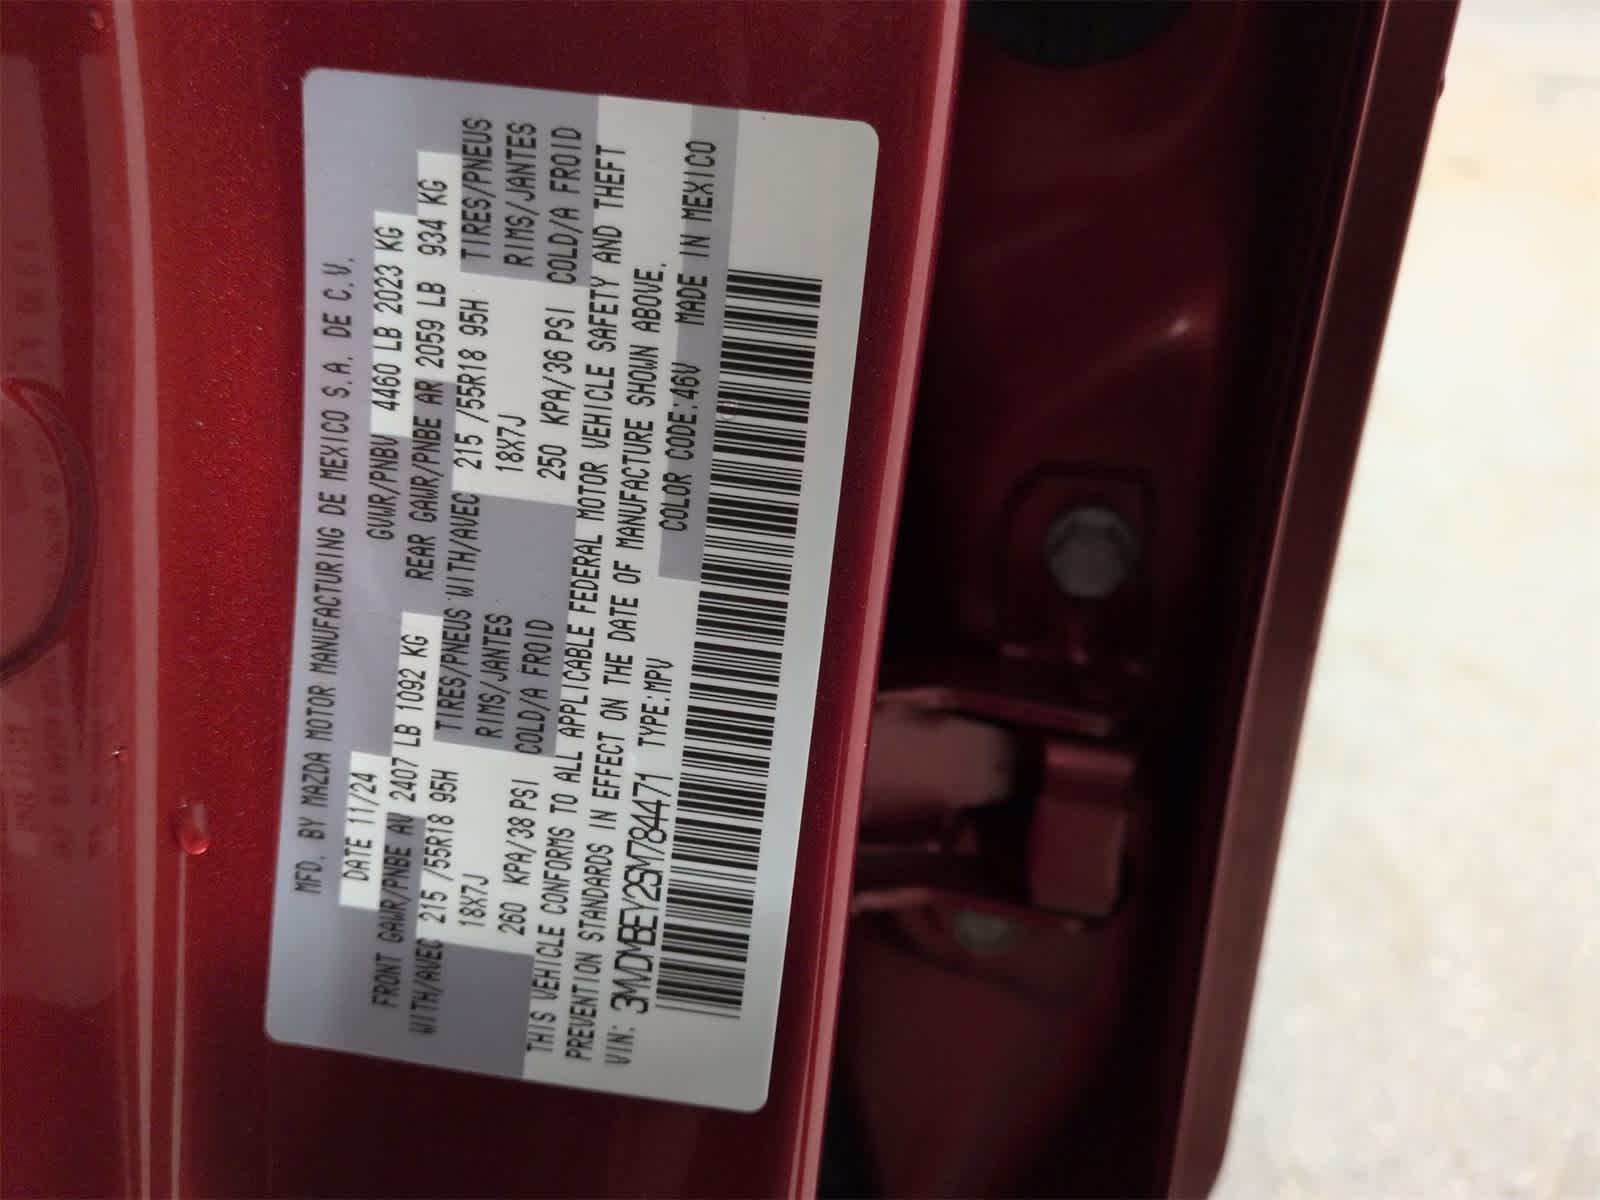 MFD. BY MAZDA MOTOR MANUFACTURING DE MEXICO S.A. DE C.V.
DATE 11/24 GVWR/PNBV 4460 LB 2023 KG
FRONT GAWR/PNBE AV 2407 LB 1092 KG REAR GAWR/PNBE AR 2059 LB 934 KG
WITH/AVEC 215 /55R18 95H TIRES/PNEUS WITH/AVEC 215 /55R18 95H TIRES/PNEUS
18X7J RIMS/JANTES 18X7J RIMS/JANTES
260 KPA/38 PSI COLD/A FROID 250 KPA/36 PSI COLD/A FROID
THIS VEHICLE CONFORMS TO ALL APPLICABLE FEDERAL MOTOR VEHICLE SAFETY AND THEFT
PREVENTION STANDARDS IN EFFECT ON THE DATE OF MANUFACTURE SHOWN ABOVE.
VIN: 3MVDMBEY2SM784471 TYPE:MPV COLOR CODE:46V MADE IN MEXICO